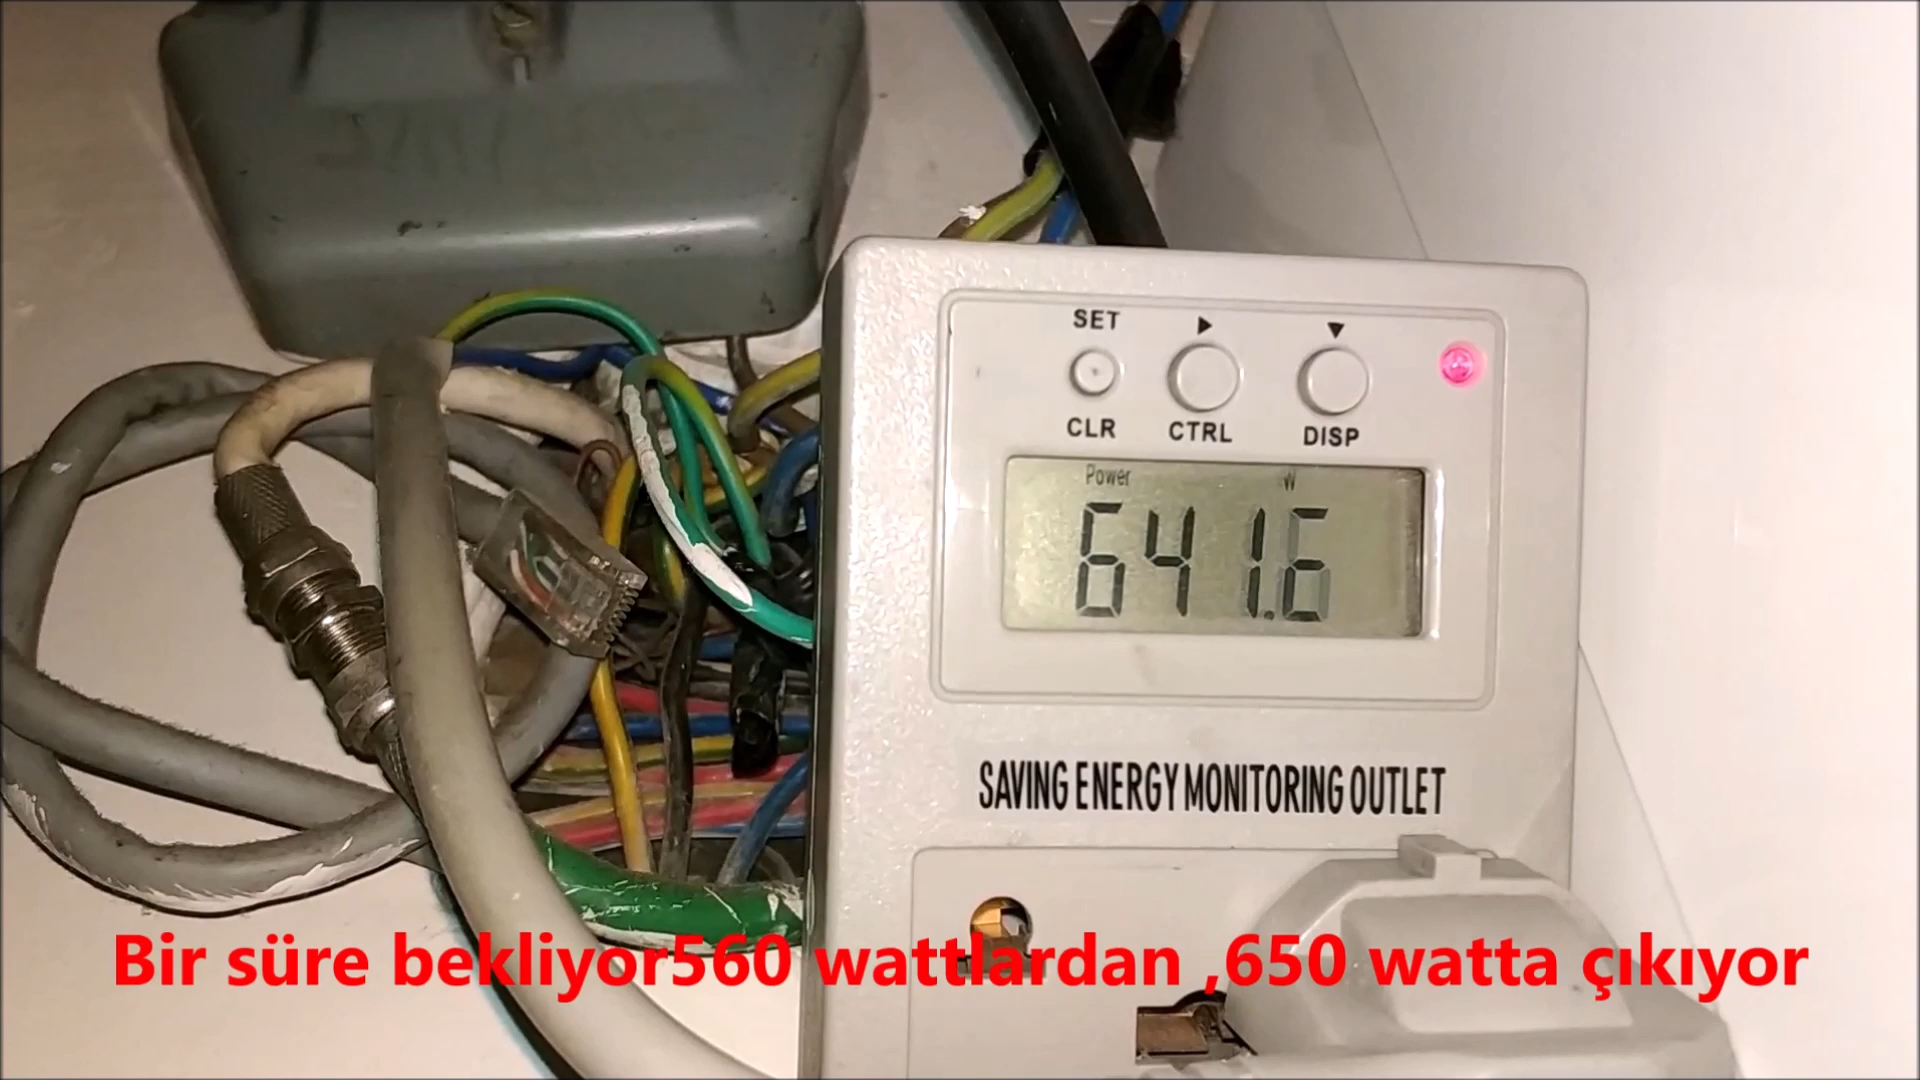 SET
CLR
CTRL
DISP
Power W
641.6
SAVING ENERGY MONITORING OUTLET
Bir süre bekliyor560 wattlardan ,650 watta çıkıyor